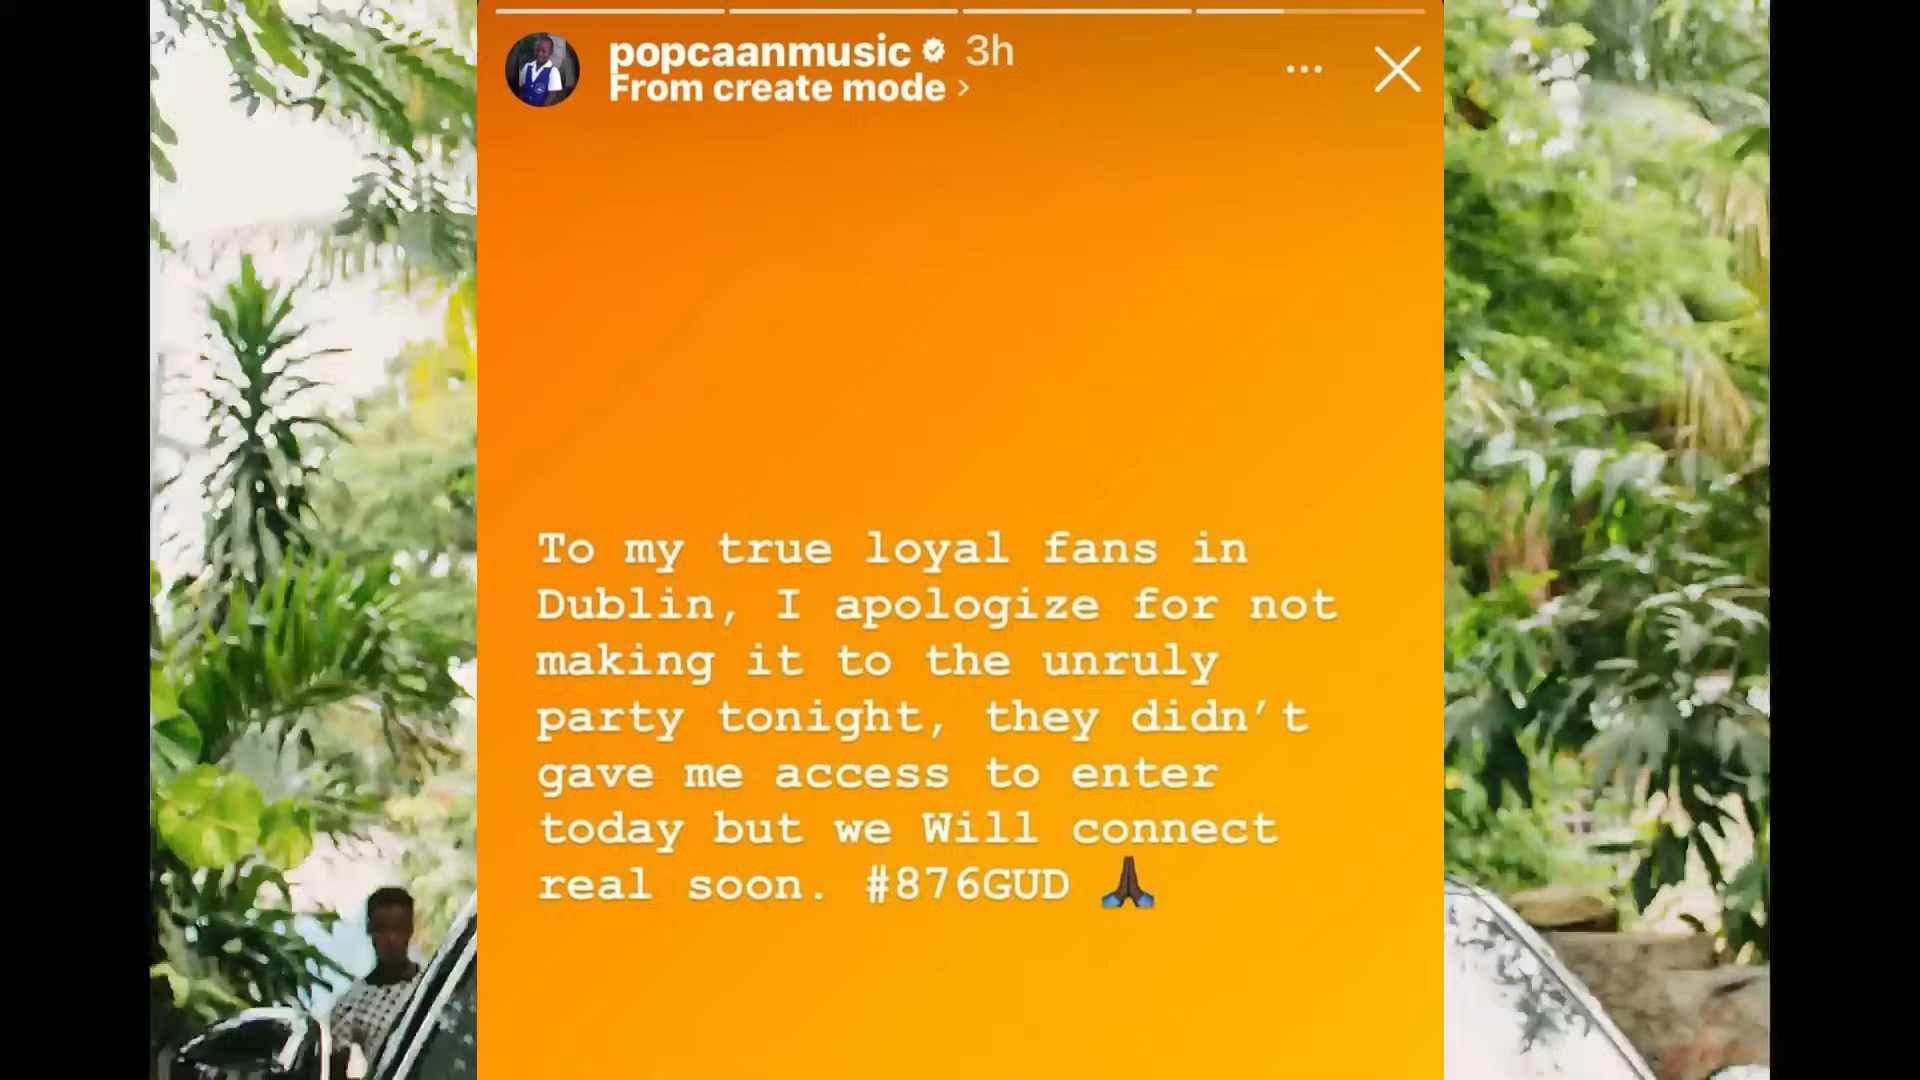 popcaanmusic 3h
From create mode >
To my true loyal fans in
Dublin, I apologize for not
making it to the unruly
party tonight, they didn’t
gave me access to enter
today but we Will connect
real soon. #876GUD 🙏🏿